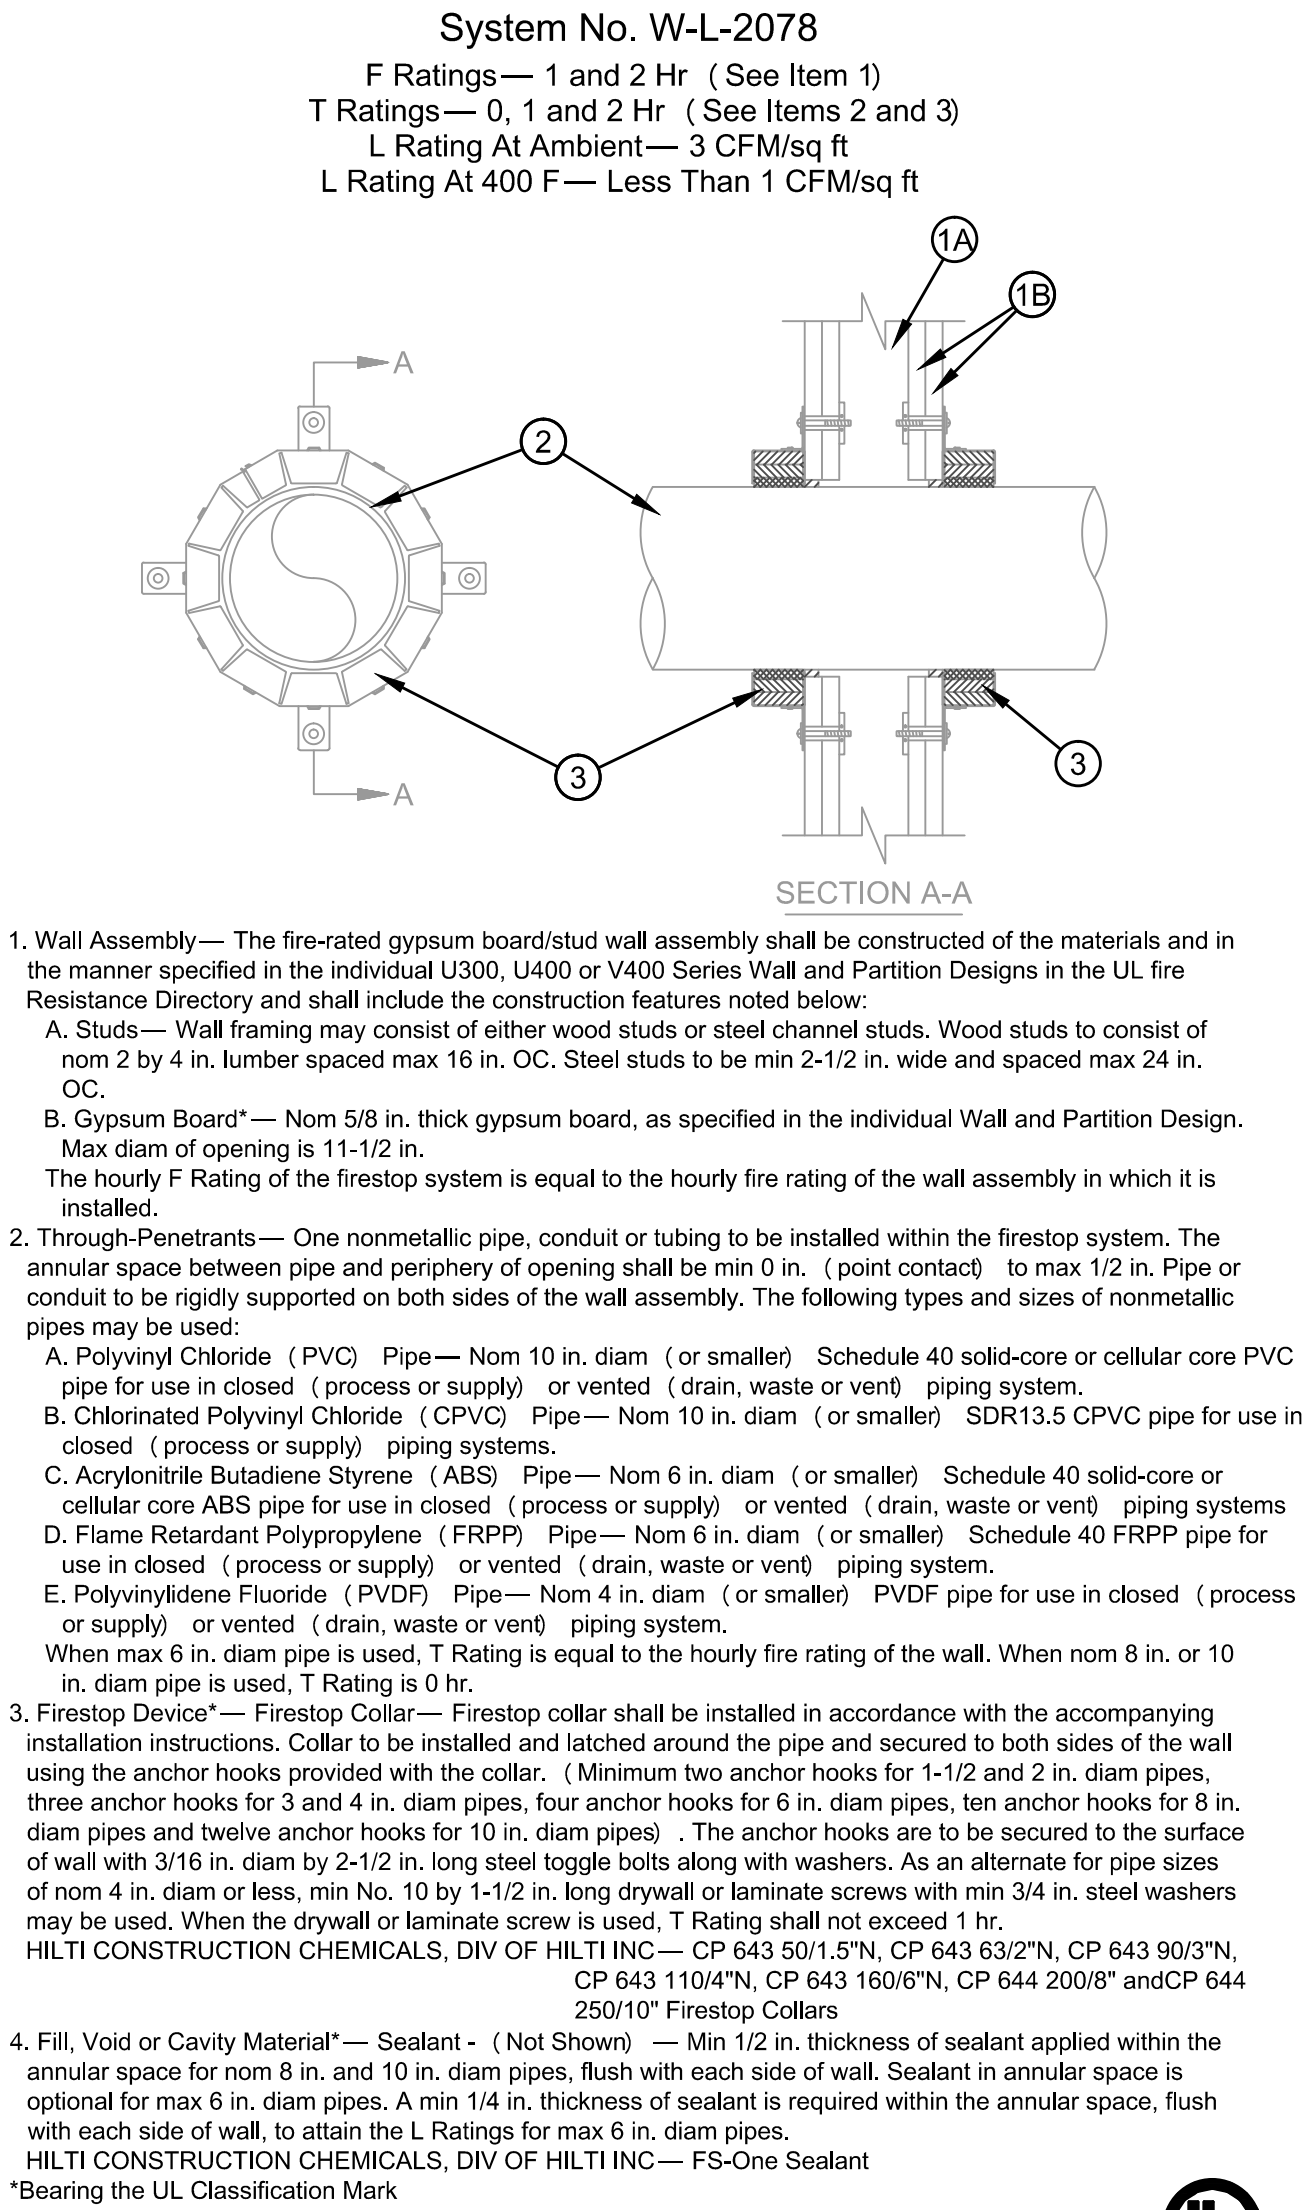 System No. W-L-2078
F Ratings— 1 and 2 Hr (See Item 1)
T Ratings— 0, 1 and 2 Hr (See Items 2 and 3)
L Rating At Ambient— 3 CFM/sq ft
L Rating At 400 F— Less Than 1 CFM/sq ft
1A
1B
A
2
3
3
A
SECTION A-A
1. Wall Assembly— The fire-rated gypsum board/stud wall assembly shall be constructed of the materials and in
the manner specified in the individual U300, U400 or V400 Series Wall and Partition Designs in the UL fire
Resistance Directory and shall include the construction features noted below:
A. Studs— Wall framing may consist of either wood studs or steel channel studs. Wood studs to consist of
nom 2 by 4 in. lumber spaced max 16 in. OC. Steel studs to be min 2-1/2 in. wide and spaced max 24 in.
OC.
B. Gypsum Board*— Nom 5/8 in. thick gypsum board, as specified in the individual Wall and Partition Design.
Max diam of opening is 11-1/2 in.
The hourly F Rating of the firestop system is equal to the hourly fire rating of the wall assembly in which it is
installed.
2. Through-Penetrants— One nonmetallic pipe, conduit or tubing to be installed within the firestop system. The
annular space between pipe and periphery of opening shall be min 0 in. (point contact) to max 1/2 in. Pipe or
conduit to be rigidly supported on both sides of the wall assembly. The following types and sizes of nonmetallic
pipes may be used:
A. Polyvinyl Chloride (PVC) Pipe— Nom 10 in. diam (or smaller) Schedule 40 solid-core or cellular core PVC
pipe for use in closed (process or supply) or vented (drain, waste or vent) piping system.
B. Chlorinated Polyvinyl Chloride (CPVC) Pipe— Nom 10 in. diam (or smaller) SDR13.5 CPVC pipe for use in
closed (process or supply) piping systems.
C. Acrylonitrile Butadiene Styrene (ABS) Pipe— Nom 6 in. diam (or smaller) Schedule 40 solid-core or
cellular core ABS pipe for use in closed (process or supply) or vented (drain, waste or vent) piping systems
D. Flame Retardant Polypropylene (FRPP) Pipe— Nom 6 in. diam (or smaller) Schedule 40 FRPP pipe for
use in closed (process or supply) or vented (drain, waste or vent) piping system.
E. Polyvinylidene Fluoride (PVDF) Pipe— Nom 4 in. diam (or smaller) PVDF pipe for use in closed (process
or supply) or vented (drain, waste or vent) piping system.
When max 6 in. diam pipe is used, T Rating is equal to the hourly fire rating of the wall. When nom 8 in. or 10
in. diam pipe is used, T Rating is 0 hr.
3. Firestop Device*— Firestop Collar— Firestop collar shall be installed in accordance with the accompanying
installation instructions. Collar to be installed and latched around the pipe and secured to both sides of the wall
using the anchor hooks provided with the collar. (Minimum two anchor hooks for 1-1/2 and 2 in. diam pipes,
three anchor hooks for 3 and 4 in. diam pipes, four anchor hooks for 6 in. diam pipes, ten anchor hooks for 8 in.
diam pipes and twelve anchor hooks for 10 in. diam pipes) . The anchor hooks are to be secured to the surface
of wall with 3/16 in. diam by 2-1/2 in. long steel toggle bolts along with washers. As an alternate for pipe sizes
of nom 4 in. diam or less, min No. 10 by 1-1/2 in. long drywall or laminate screws with min 3/4 in. steel washers
may be used. When the drywall or laminate screw is used, T Rating shall not exceed 1 hr.
HILTI CONSTRUCTION CHEMICALS, DIV OF HILTI INC— CP 643 50/1.5"N, CP 643 63/2"N, CP 643 90/3"N,
CP 643 110/4"N, CP 643 160/6"N, CP 644 200/8" andCP 644
250/10" Firestop Collars
4. Fill, Void or Cavity Material*— Sealant - (Not Shown) — Min 1/2 in. thickness of sealant applied within the
annular space for nom 8 in. and 10 in. diam pipes, flush with each side of wall. Sealant in annular space is
optional for max 6 in. diam pipes. A min 1/4 in. thickness of sealant is required within the annular space, flush
with each side of wall, to attain the L Ratings for max 6 in. diam pipes.
HILTI CONSTRUCTION CHEMICALS, DIV OF HILTI INC— FS-One Sealant
*Bearing the UL Classification Mark